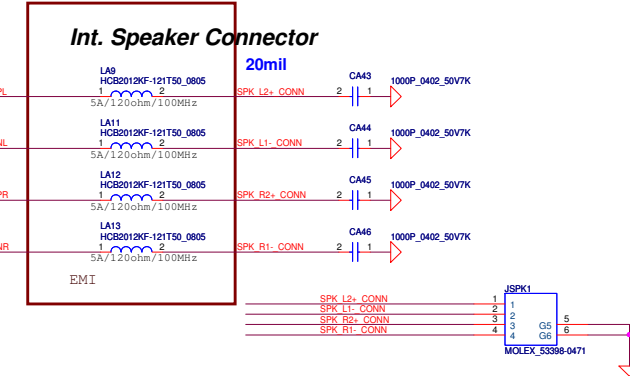 Int. Speaker Connector
20mil
LA9
HCB2012KF-121T50_0805
PL 1 2 SPK_L2+_CONN
5A/120ohm/100MHz
CA43
2 1 1000P_0402_50V7K
LA11
HCB2012KF-121T50_0805
NL 1 2 SPK_L1-_CONN
5A/120ohm/100MHz
CA44
2 1 1000P_0402_50V7K
LA12
HCB2012KF-121T50_0805
PR 1 2 SPK_R2+_CONN
5A/120ohm/100MHz
CA45
2 1 1000P_0402_50V7K
LA13
HCB2012KF-121T50_0805
NR 1 2 SPK_R1-_CONN
5A/120ohm/100MHz
CA46
2 1 1000P_0402_50V7K
EMI
JSPK1
SPK_L2+_CONN 1 1
SPK_L1-_CONN 2 2
SPK_R2+_CONN 3 3 G5 5
SPK_R1-_CONN 4 4 G6 6
MOLEX_53398-0471